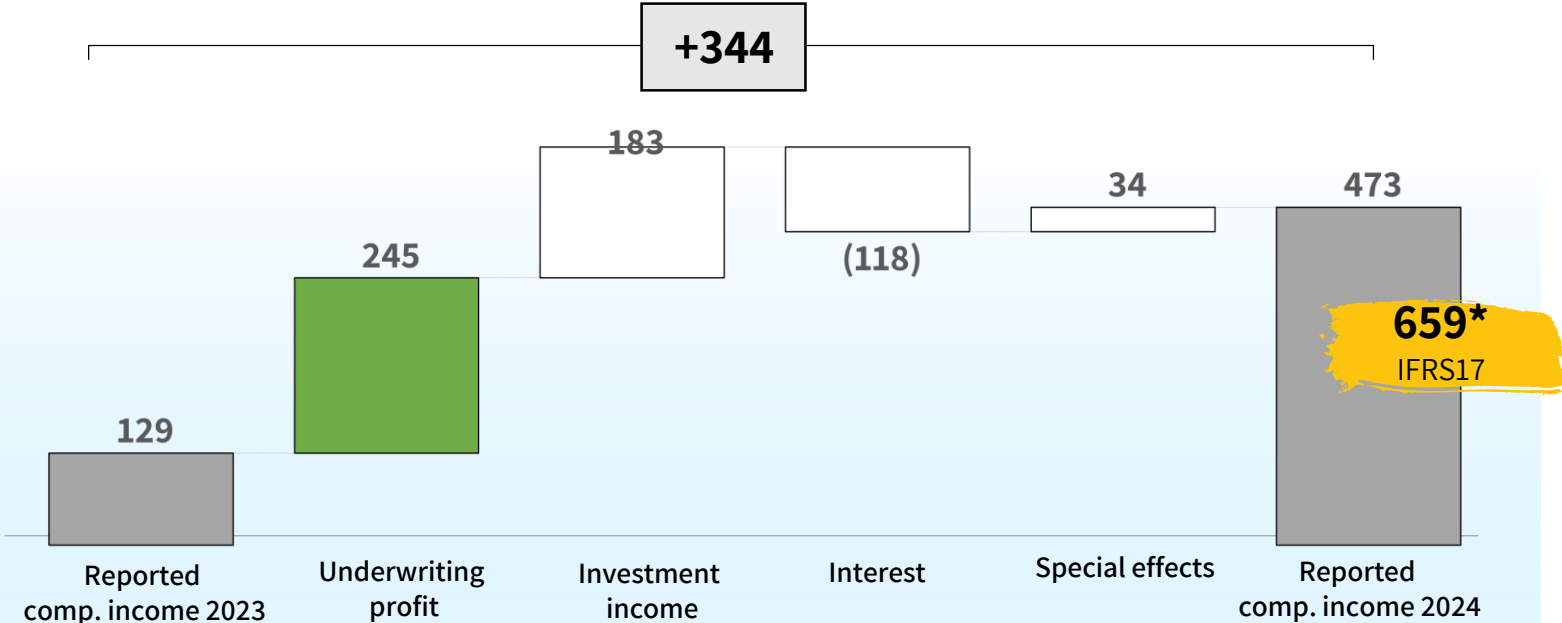 +344
183
34
473
245
(118)
659*
IFRS17
129
Reported
comp. income 2023
Underwriting
profit
Investment
income
Interest
Special effects
Reported
comp. income 2024